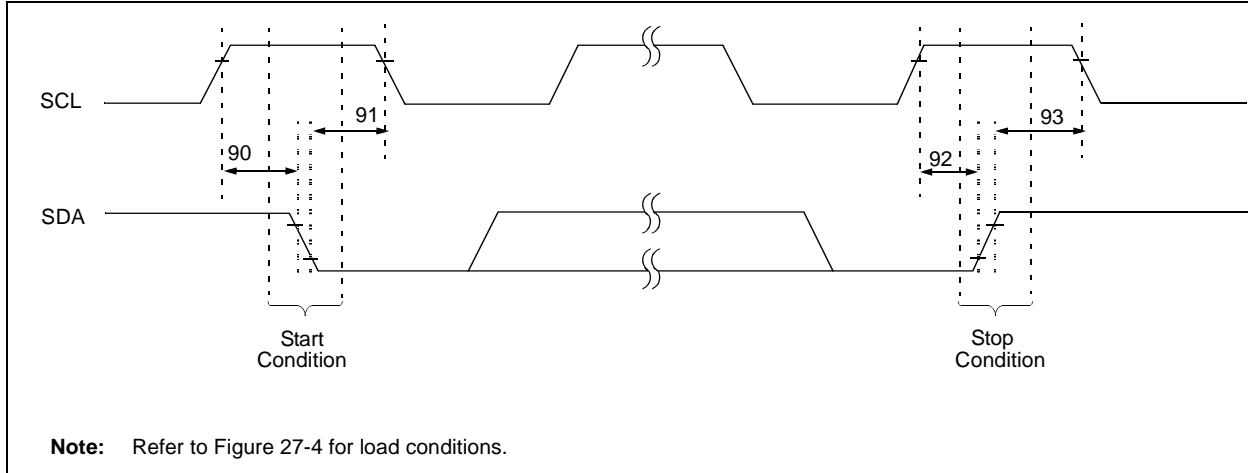 SCL
91
93
90
92
SDA
Start
Condition
Stop
Condition
Note: Refer to Figure 27-4 for load conditions.